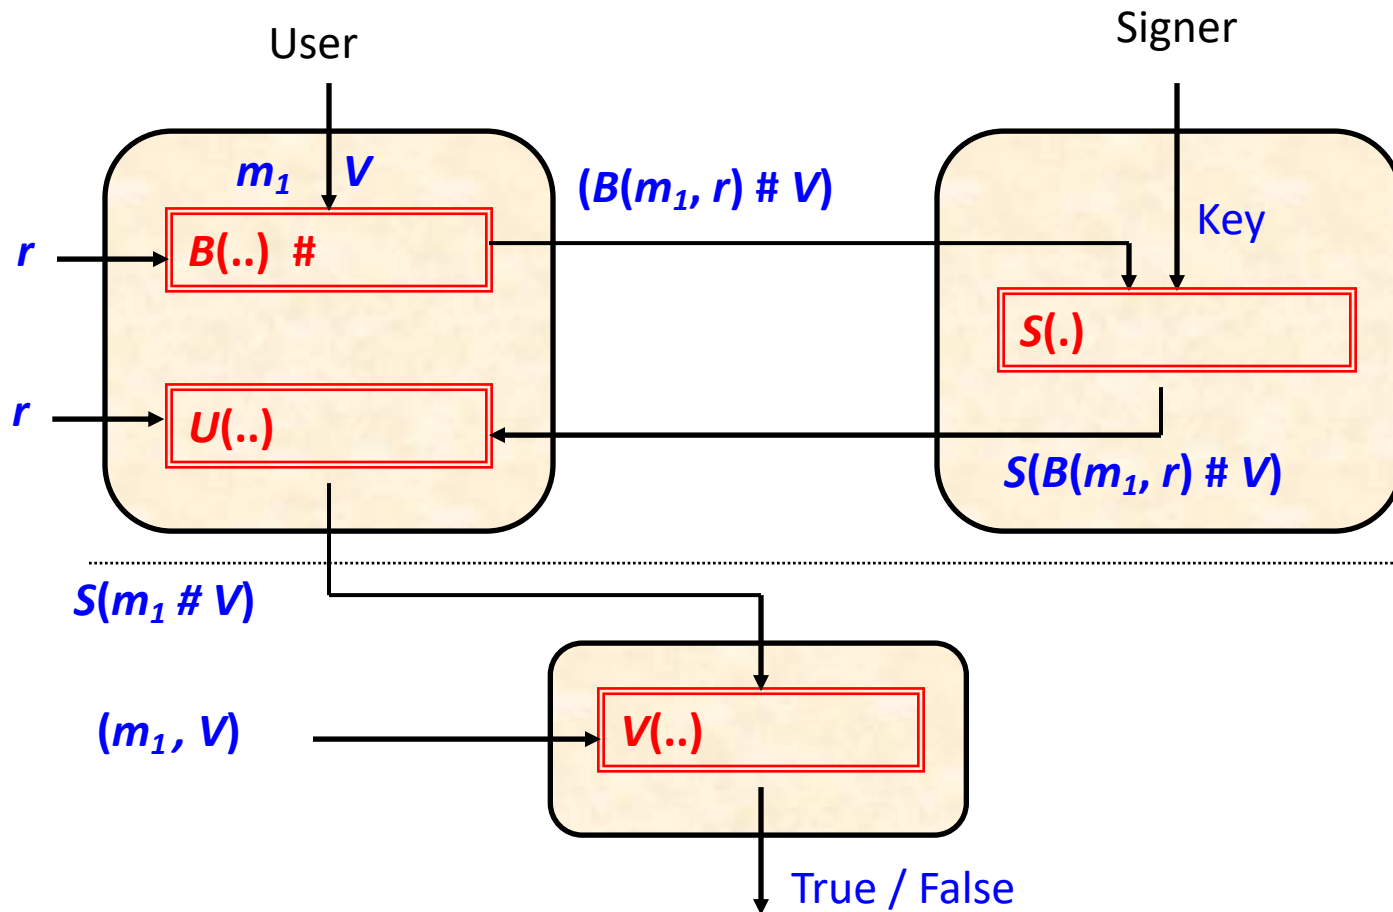 User
Signer
m₁ V
(B(m₁, r) # V)
Key
r
B(..) #
S(.)
r
U(..)
S(B(m₁, r) # V)
S(m₁ # V)
(m₁, V)
V(..)
True / False